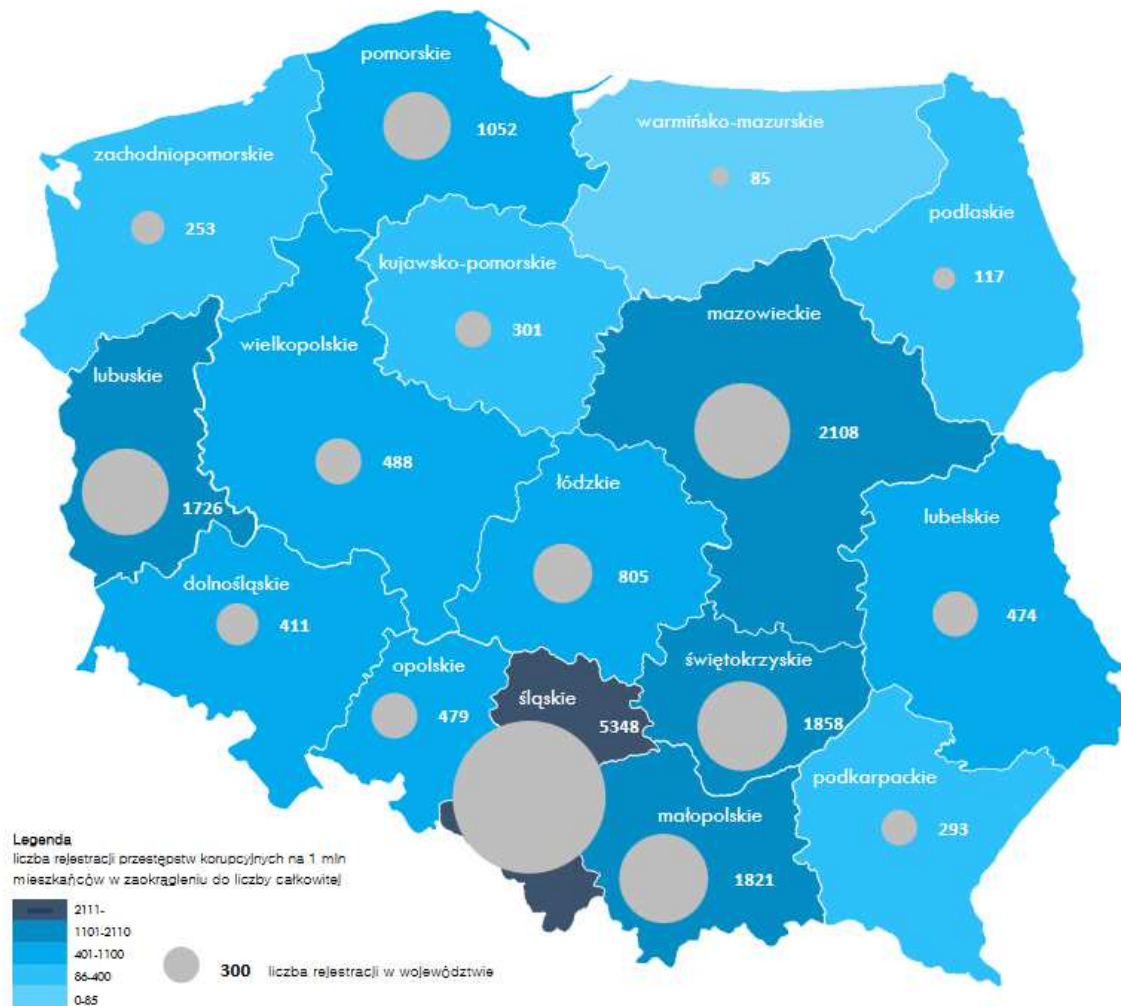 pomorskie
1052
warmińsko-mazurskie
85
zachodniopomorskie
253
podlaskie
117
kujawsko-pomorskie
301
mazowieckie
2108
wielkopolskie
488
lubuskie
1726
łódzkie
805
lubelskie
474
dolnośląskie
411
opolskie
479
śląskie
5348
świętokrzyskie
1858
podkarpackie
293
małopolskie
1821
Legenda
liczba rejestracji przestępstw korupcyjnych na 1 mln
mieszkańców w zaokrągleniu do liczby całkowitej
2111-
1101-2110
401-1100
86-400
0-85
300 liczba rejestracji w województwie